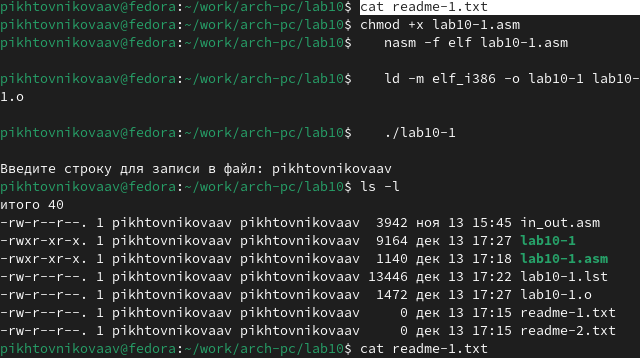 pikhtovnikovaav@fedora:~/work/arch-pc/lab10$ cat readme-1.txt
pikhtovnikovaav@fedora:~/work/arch-pc/lab10$ chmod +x lab10-1.asm
pikhtovnikovaav@fedora:~/work/arch-pc/lab10$    nasm -f elf lab10-1.asm
pikhtovnikovaav@fedora:~/work/arch-pc/lab10$    ld -m elf_i386 -o lab10-1 lab10-
1.o
pikhtovnikovaav@fedora:~/work/arch-pc/lab10$    ./lab10-1
Введите строку для записи в файл: pikhtovnikovaav
pikhtovnikovaav@fedora:~/work/arch-pc/lab10$ ls -l
итого 40
-rw-r--r--. 1 pikhtovnikovaav pikhtovnikovaav  3942 ноя 13 15:45 in_out.asm
-rwxr-xr-x. 1 pikhtovnikovaav pikhtovnikovaav  9164 дек 13 17:27 lab10-1
-rwxr-xr-x. 1 pikhtovnikovaav pikhtovnikovaav  1140 дек 13 17:18 lab10-1.asm
-rw-r--r--. 1 pikhtovnikovaav pikhtovnikovaav 13446 дек 13 17:22 lab10-1.lst
-rw-r--r--. 1 pikhtovnikovaav pikhtovnikovaav  1472 дек 13 17:27 lab10-1.o
-rw-r--r--. 1 pikhtovnikovaav pikhtovnikovaav     0 дек 13 17:15 readme-1.txt
-rw-r--r--. 1 pikhtovnikovaav pikhtovnikovaav     0 дек 13 17:15 readme-2.txt
pikhtovnikovaav@fedora:~/work/arch-pc/lab10$ cat readme-1.txt